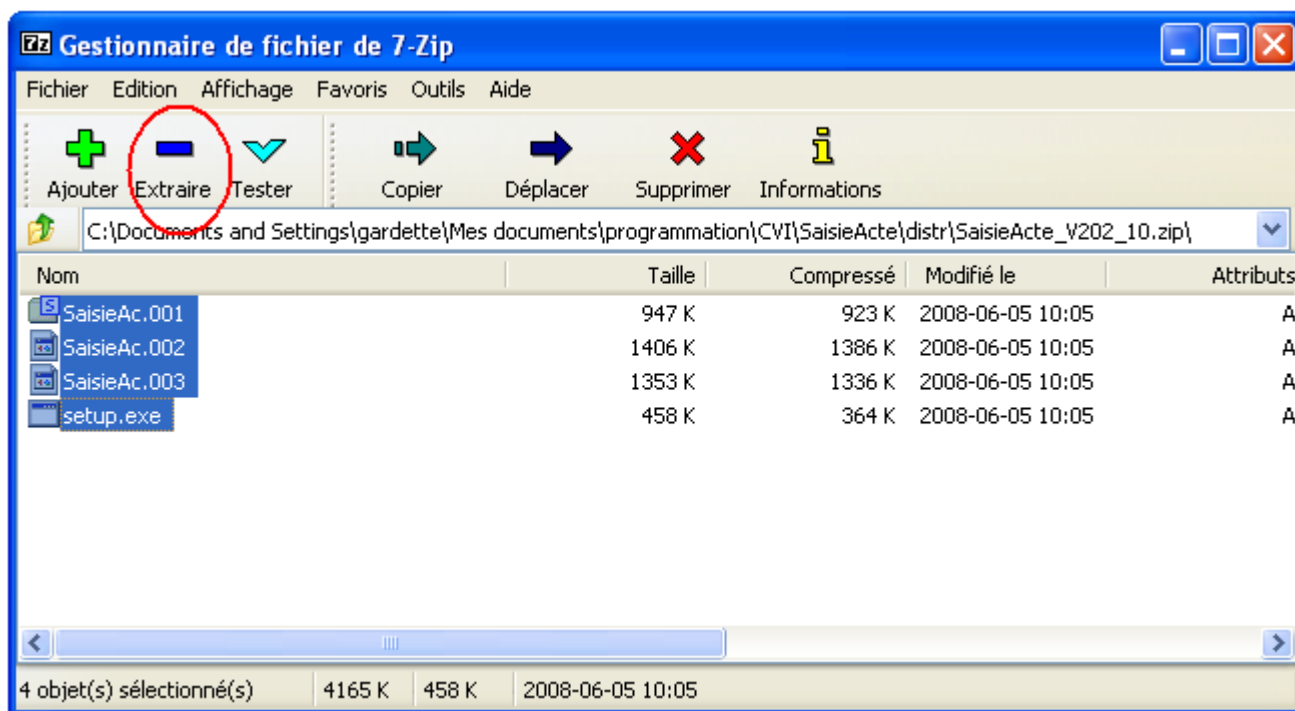 Gestionnaire de fichier de 7-Zip
Fichier Edition Affichage Favoris Outils Aide
Ajouter Extraire Tester Copier Déplacer Supprimer Informations
C:\Documents and Settings\gardette\Mes documents\programmation\CVI\SaisieActe\distr\SaisieActe_V202_10.zip\
Nom Taille Compressé Modifié le Attributs
SaisieAc.001 947 K 923 K 2008-06-05 10:05 A
SaisieAc.002 1406 K 1386 K 2008-06-05 10:05 A
SaisieAc.003 1353 K 1336 K 2008-06-05 10:05 A
setup.exe 458 K 364 K 2008-06-05 10:05 A
4 objet(s) sélectionné(s) 4165 K 458 K 2008-06-05 10:05